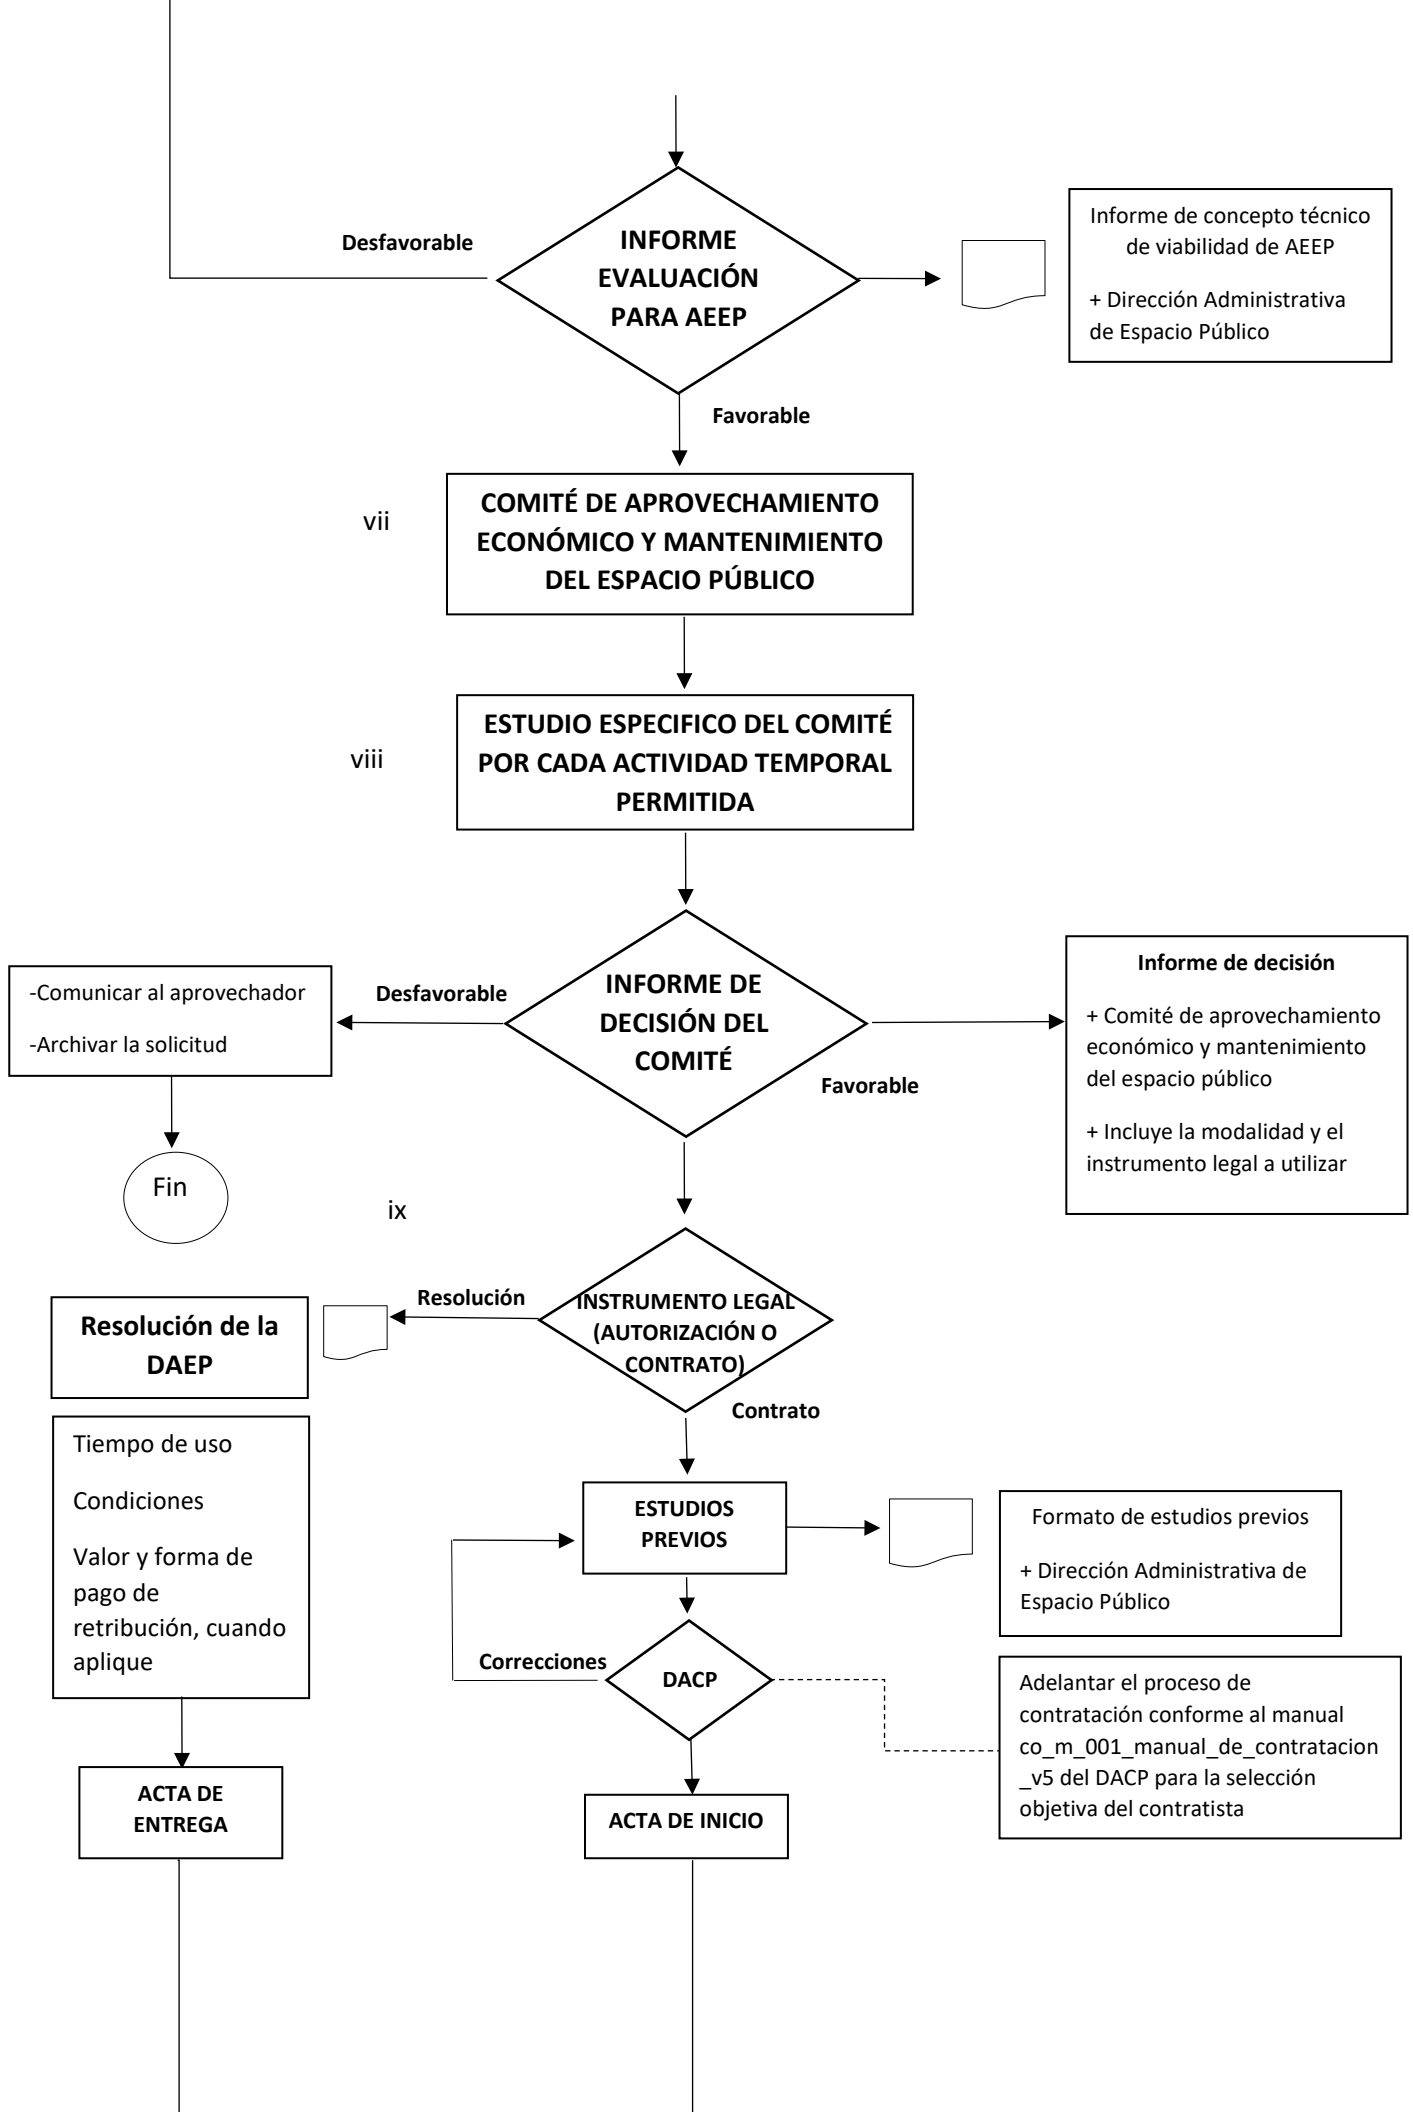 Desfavorable
INFORME
EVALUACIÓN
PARA AEEP
Informe de concepto técnico
de viabilidad de AEEP
+ Dirección Administrativa
de Espacio Público
Favorable
vii
COMITÉ DE APROVECHAMIENTO
ECONÓMICO Y MANTENIMIENTO
DEL ESPACIO PÚBLICO
viii
ESTUDIO ESPECIFICO DEL COMITÉ
POR CADA ACTIVIDAD TEMPORAL
PERMITIDA
-Comunicar al aprovechador
-Archivar la solicitud
Desfavorable
INFORME DE
DECISIÓN DEL
COMITÉ
Favorable
Informe de decisión
+ Comité de aprovechamiento
económico y mantenimiento
del espacio público
+ Incluye la modalidad y el
instrumento legal a utilizar
Fin
ix
Resolución de la
DAEP
Resolución
INSTRUMENTO LEGAL
(AUTORIZACIÓN O
CONTRATO)
Contrato
Tiempo de uso
Condiciones
Valor y forma de
pago de
retribución, cuando
aplique
ESTUDIOS
PREVIOS
Formato de estudios previos
+ Dirección Administrativa de
Espacio Público
Correcciones
DACP
Adelantar el proceso de
contratación conforme al manual
co_m_001_manual_de_contratacion
_v5 del DACP para la selección
objetiva del contratista
ACTA DE
ENTREGA
ACTA DE INICIO